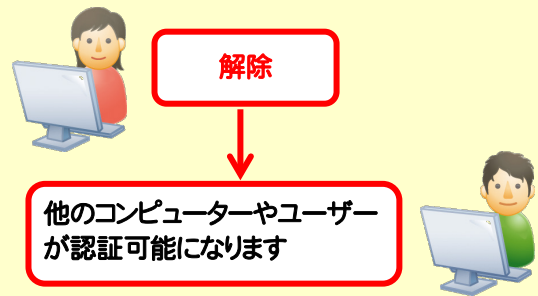 解除
他のコンピューターやユーザー
が認証可能になります